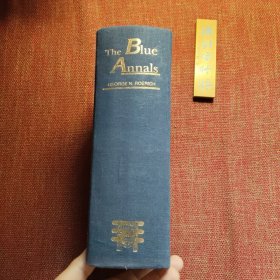 The Blue
Annals
GEORGE N. ROERICH